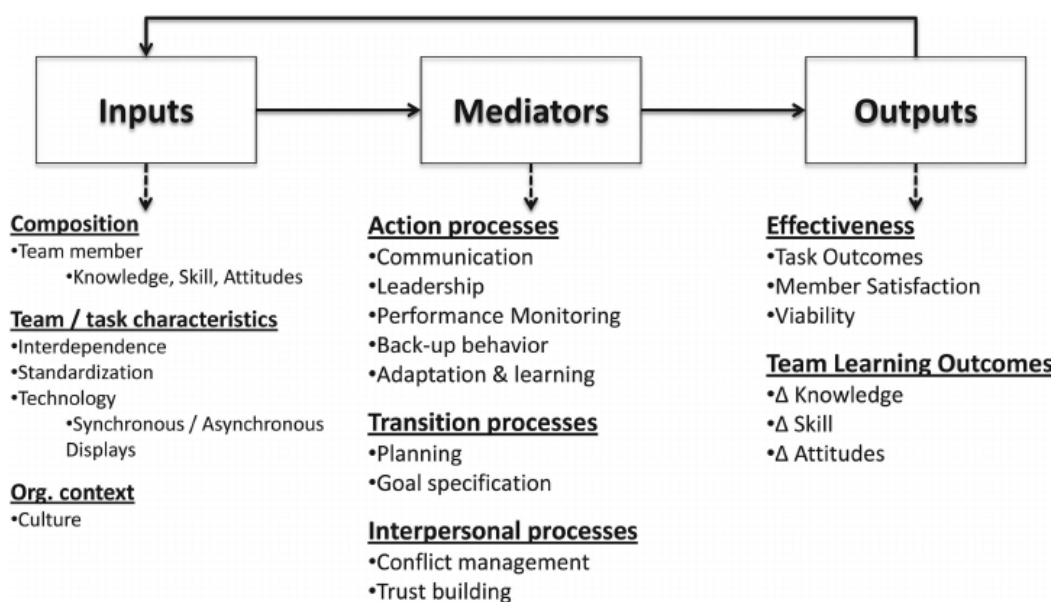 Inputs
Mediators
Outputs
Composition
•Team member
•Knowledge, Skill, Attitudes
Team / task characteristics
•Interdependence
•Standardization
•Technology
•Synchronous / Asynchronous
Displays
Org. context
•Culture
Action processes
•Communication
•Leadership
•Performance Monitoring
•Back-up behavior
•Adaptation & learning
Transition processes
•Planning
•Goal specification
Interpersonal processes
•Conflict management
•Trust building
Effectiveness
•Task Outcomes
•Member Satisfaction
•Viability
Team Learning Outcomes
•Δ Knowledge
•Δ Skill
•Δ Attitudes